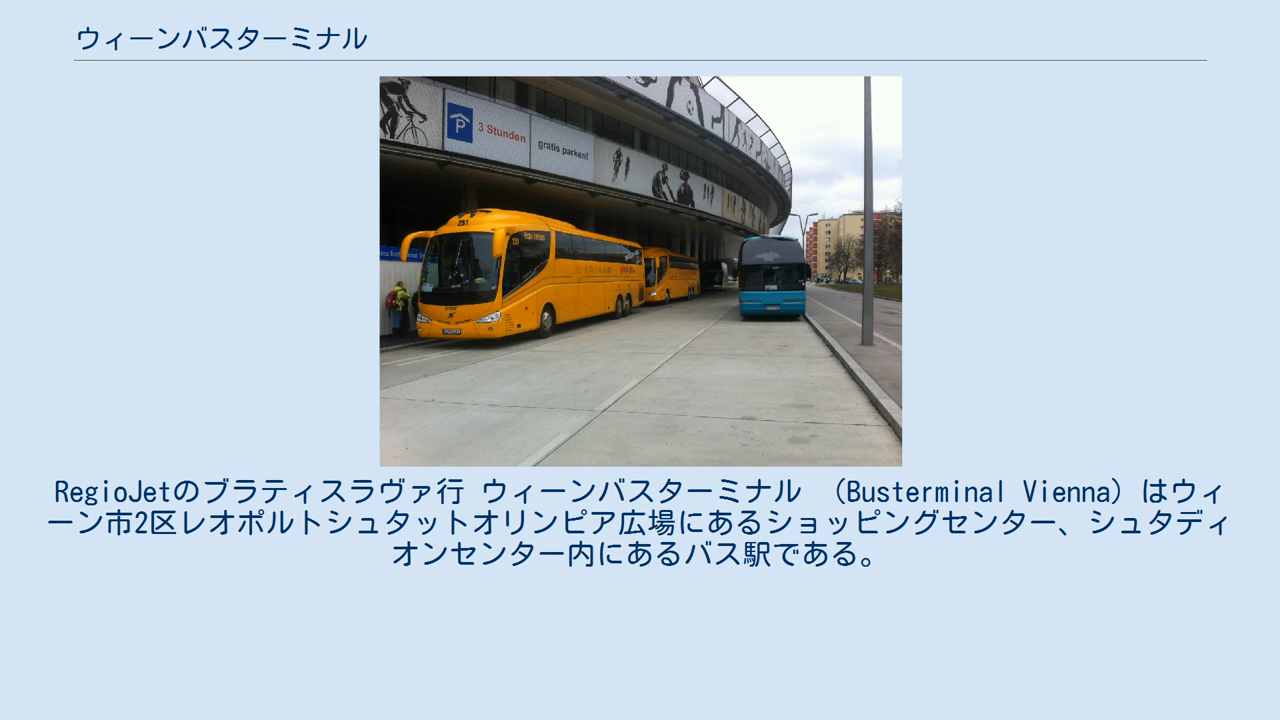 ウィーンバスターミナル
P
3 Stunden
gratis parken!
251
RegioJetのブラティスラヴァ行 ウィーンバスターミナル （Busterminal Vienna）はウィ
ーン市2区レオポルトシュタットオリンピア広場にあるショッピングセンター、シュタディ
オンセンター内にあるバス駅である。